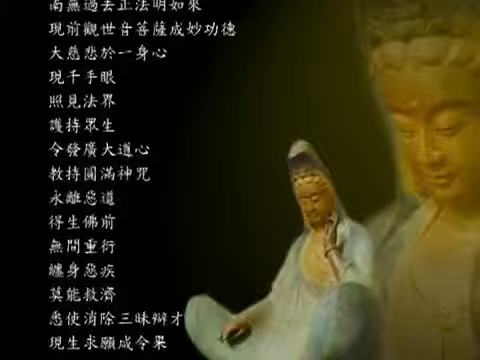 南無過去正法明如來
現前觀世音菩薩成妙功德
大慈悲於一身心
現千手眼
照見法界
護持眾生
令發廣大道心
教持圓滿神咒
永離惡道
得生佛前
無間重衍
纏身惡疾
莫能救濟
悉使消除三昧辯才
現生求願成令果